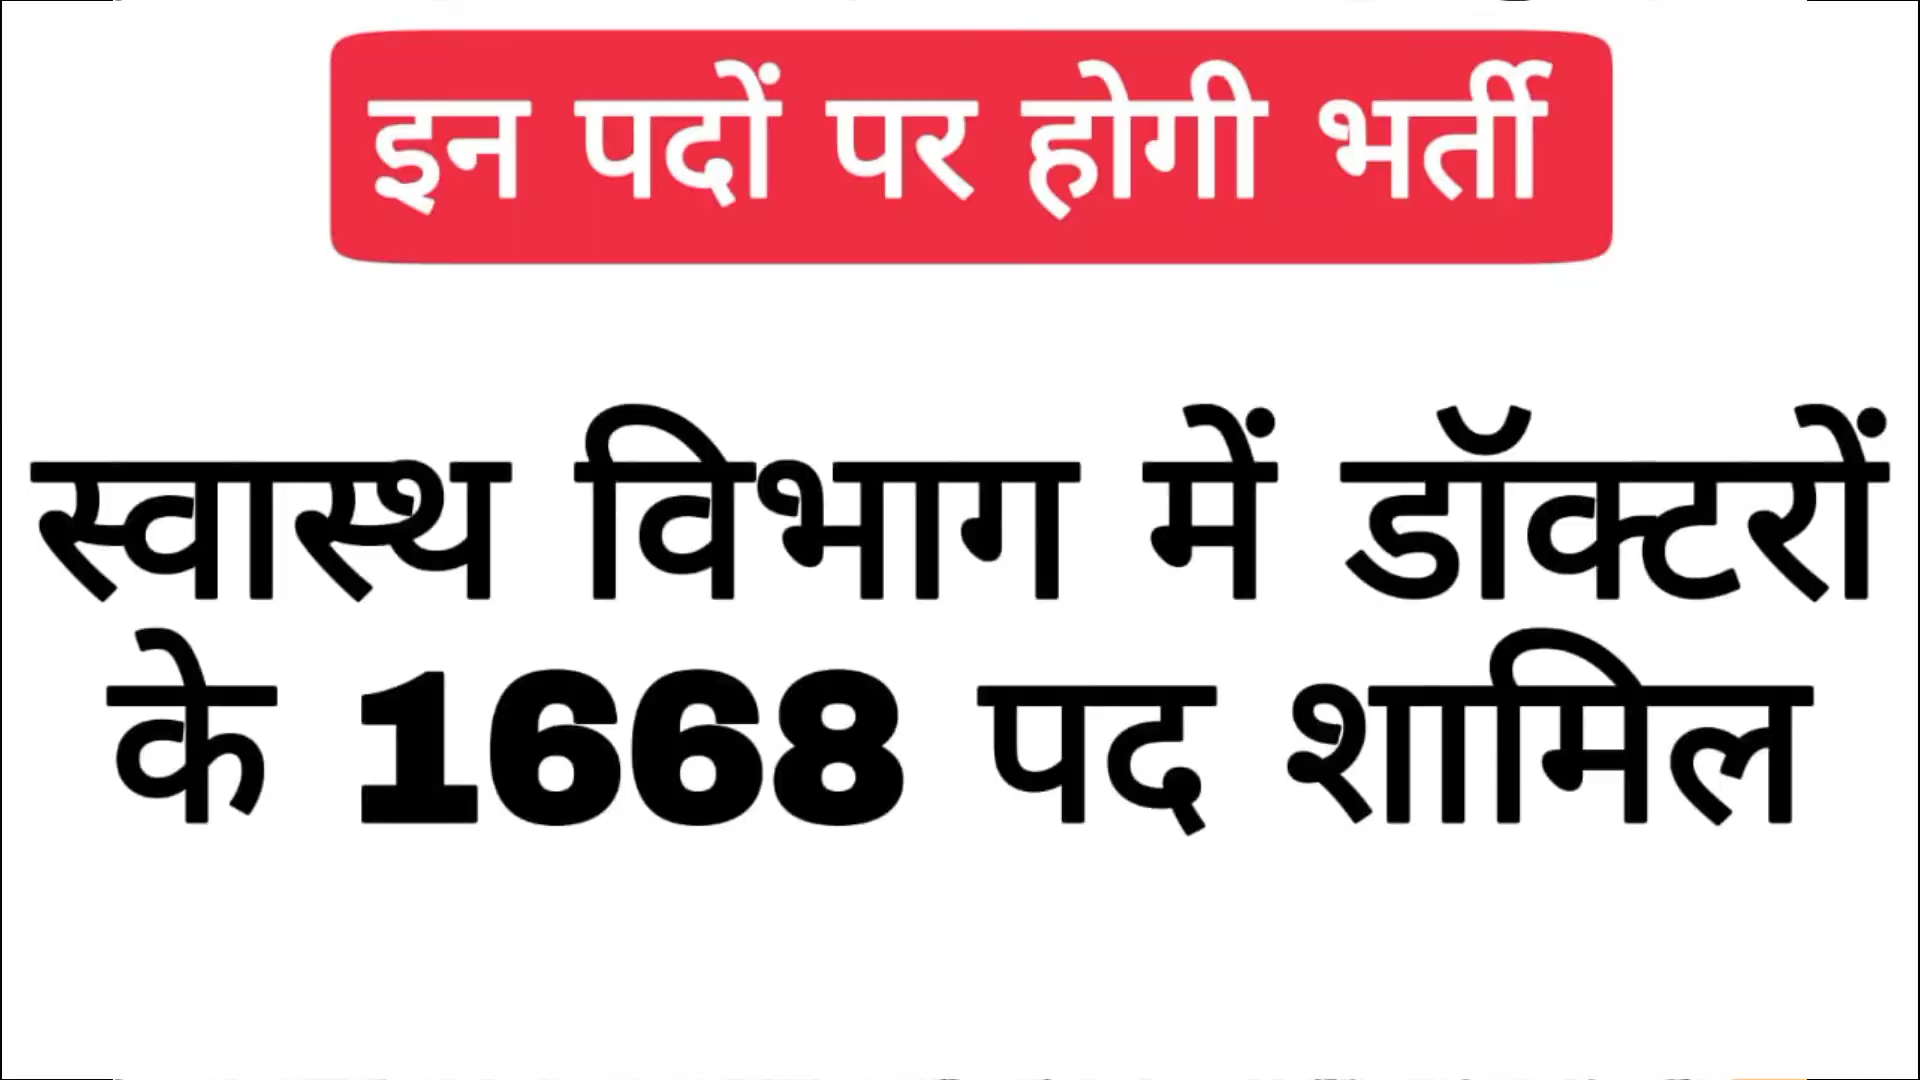 इन पदों पर होगी भर्ती
स्वास्थ विभाग में डॉक्टरों
के 1668 पद शामिल